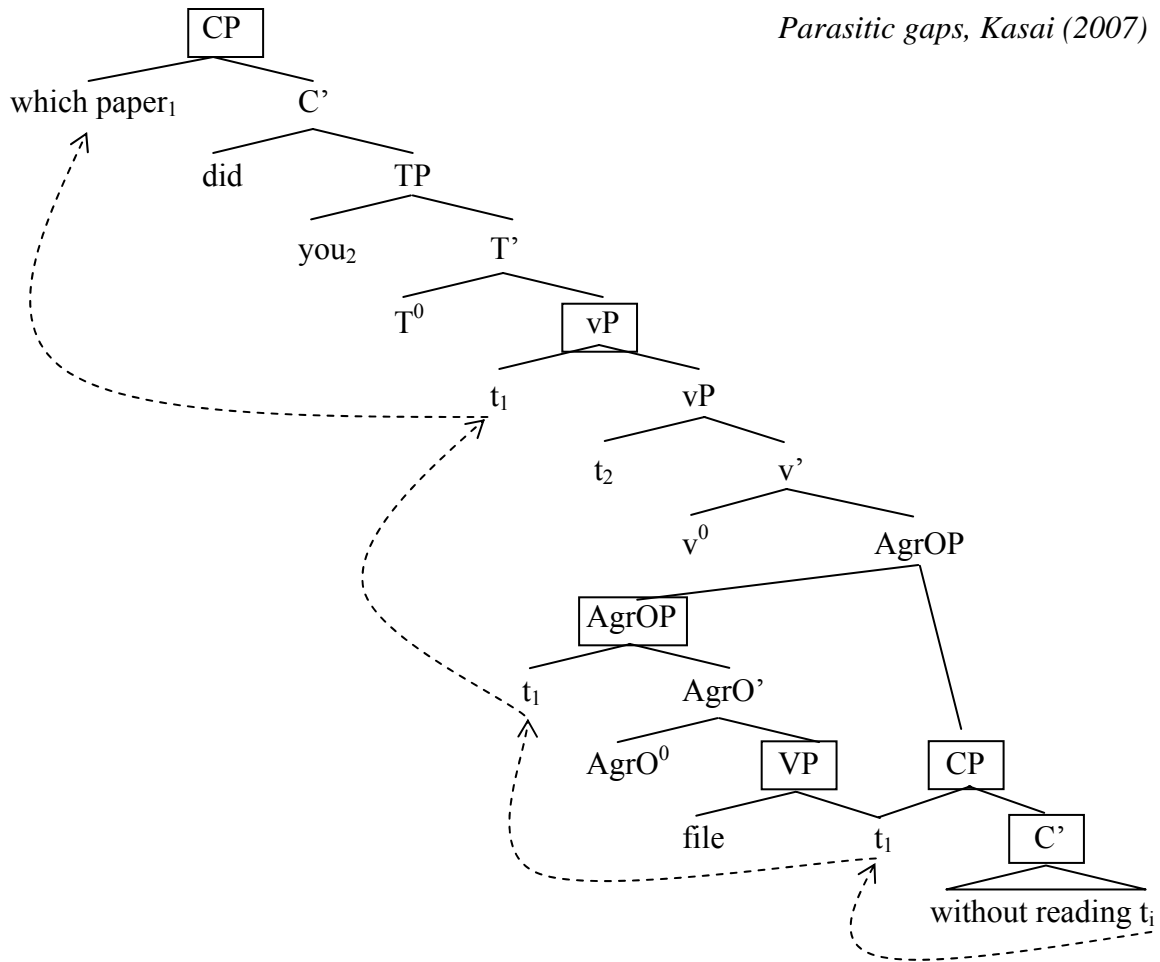 Parasitic gaps, Kasai (2007)
CP
which paper₁ C’
did TP
you₂ T’
T⁰ vP
t₁ vP
t₂ v’
v⁰ AgrOP
AgrOP
t₁ AgrO’
AgrO⁰ VP CP
file t₁ C’
without reading tᵢ